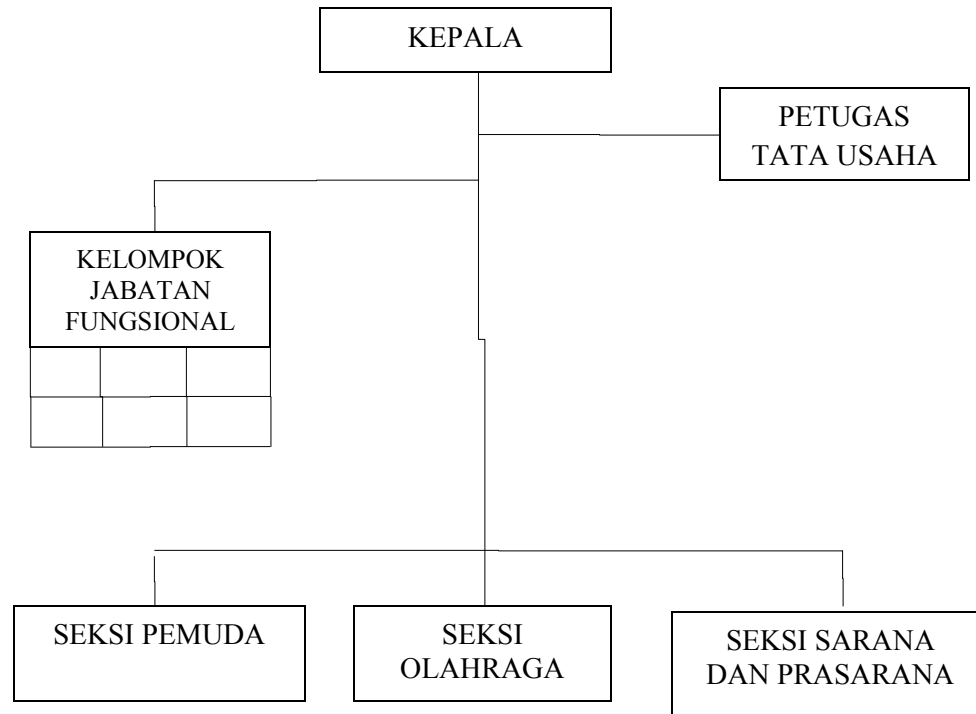 KEPALA
PETUGAS
TATA USAHA
KELOMPOK
JABATAN
FUNGSIONAL
SEKSI PEMUDA
SEKSI
OLAHRAGA
SEKSI SARANA
DAN PRASARANA